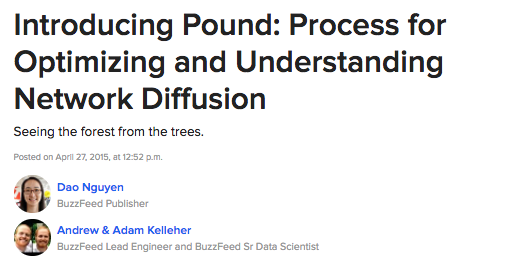 Introducing Pound: Process for
Optimizing and Understanding
Network Diffusion
Seeing the forest from the trees.
Posted on April 27, 2015, at 12:52 p.m.
Dao Nguyen
BuzzFeed Publisher
Andrew & Adam Kelleher
BuzzFeed Lead Engineer and BuzzFeed Sr Data Scientist